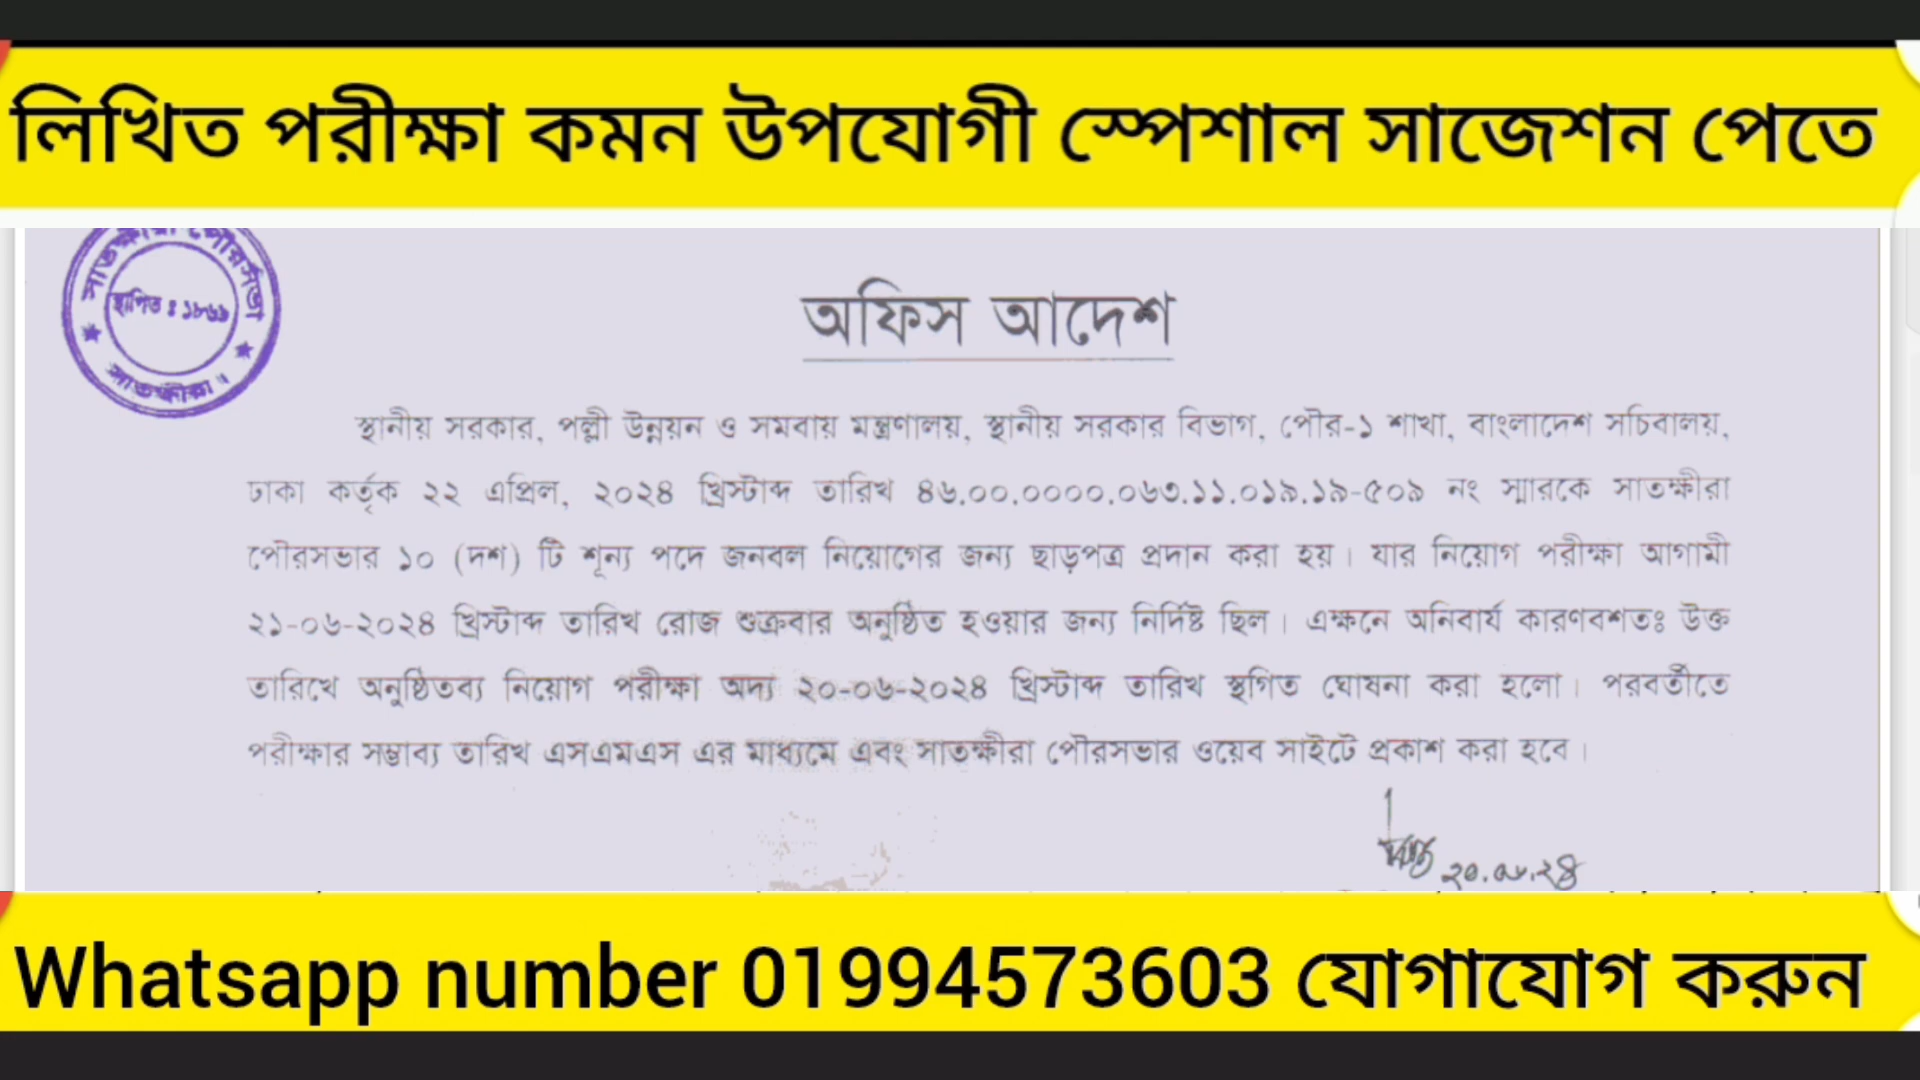 লিখিত পরীক্ষা কমন উপযোগী স্পেশাল সাজেশন পেতে
সাতক্ষীরা পৌরসভা
স্থাপিত ঃ ১৮৬৯
সাতক্ষীরা।
অফিস আদেশ
স্থানীয় সরকার, পল্লী উন্নয়ন ও সমবায় মন্ত্রণালয়, স্থানীয় সরকার বিভাগ, পৌর-১ শাখা, বাংলাদেশ সচিবালয়,
ঢাকা কর্তৃক ২২ এপ্রিল, ২০২৪ খ্রিস্টাব্দ তারিখ ৪৬.০০.০০০০.০৬৩.১১.০১৯.১৯-৫০৯ নং স্মারকে সাতক্ষীরা
পৌরসভার ১০ (দশ) টি শূন্য পদে জনবল নিয়োগের জন্য ছাড়পত্র প্রদান করা হয়। যার নিয়োগ পরীক্ষা আগামী
২১-০৬-২০২৪ খ্রিস্টাব্দ তারিখ রোজ শুক্রবার অনুষ্ঠিত হওয়ার জন্য নির্দিষ্ট ছিল। এক্ষনে অনিবার্য কারণবশতঃ উক্ত
তারিখে অনুষ্ঠিতব্য নিয়োগ পরীক্ষা অদ্য ২০-০৬-২০২৪ খ্রিস্টাব্দ তারিখ স্থগিত ঘোষনা করা হলো। পরবর্তীতে
পরীক্ষার সম্ভাব্য তারিখ এসএমএস এর মাধ্যমে এবং সাতক্ষীরা পৌরসভার ওয়েব সাইটে প্রকাশ করা হবে।
২০.০৬.২৪
Whatsapp number 01994573603 যোগাযোগ করুন